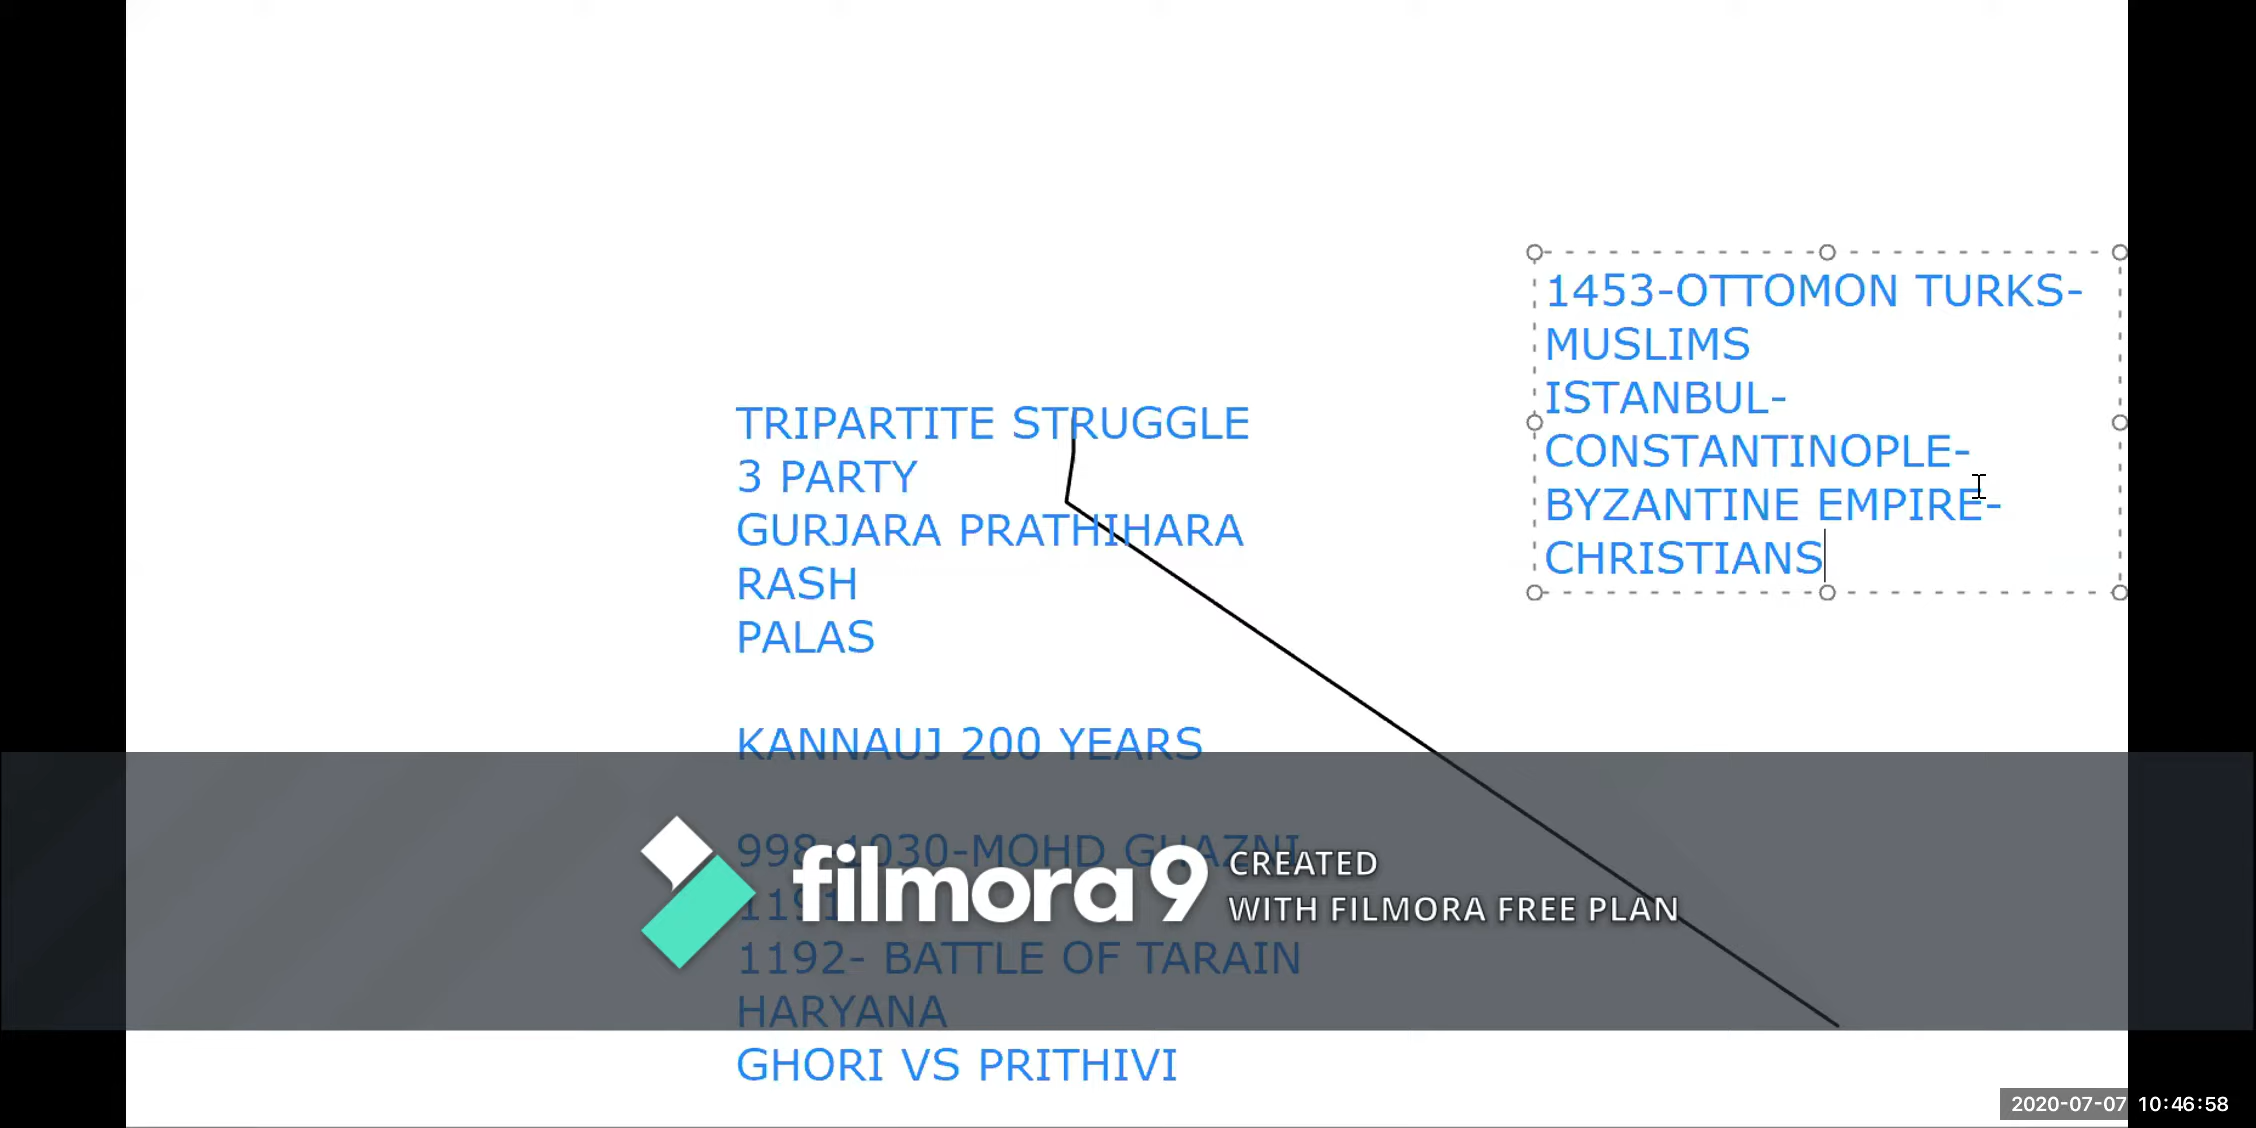 TRIPARTITE STRUGGLE
3 PARTY
GURJARA PRATHIHARA
RASH
PALAS
KANNAUJ 200 YEARS
998-1030-MOHD GHAZNI
1191
1192- BATTLE OF TARAIN
HARYANA
GHORI VS PRITHIVI
1453-OTTOMON TURKS-
MUSLIMS
ISTANBUL-
CONSTANTINOPLE-
BYZANTINE EMPIRE-
CHRISTIANS
filmora9
CREATED
WITH FILMORA FREE PLAN
2020-07-07 10:46:58